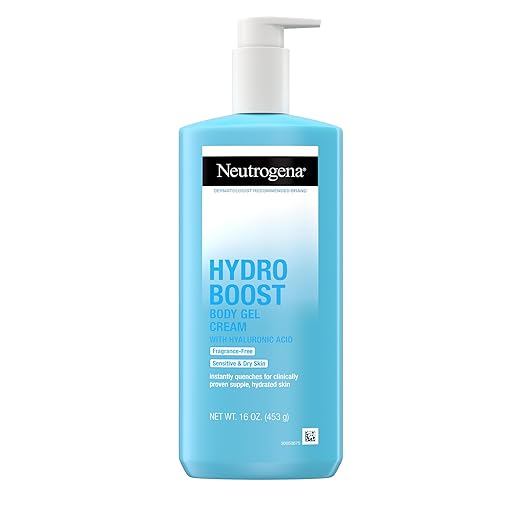 Neutrogena®
DERMATOLOGIST RECOMMENDED BRAND
HYDRO
BOOST
BODY GEL
CREAM
WITH HYALURONIC ACID
Fragrance-Free
Sensitive & Dry Skin
instantly quenches for clinically
proven supple, hydrated skin
NET WT. 16 OZ. (453 g)